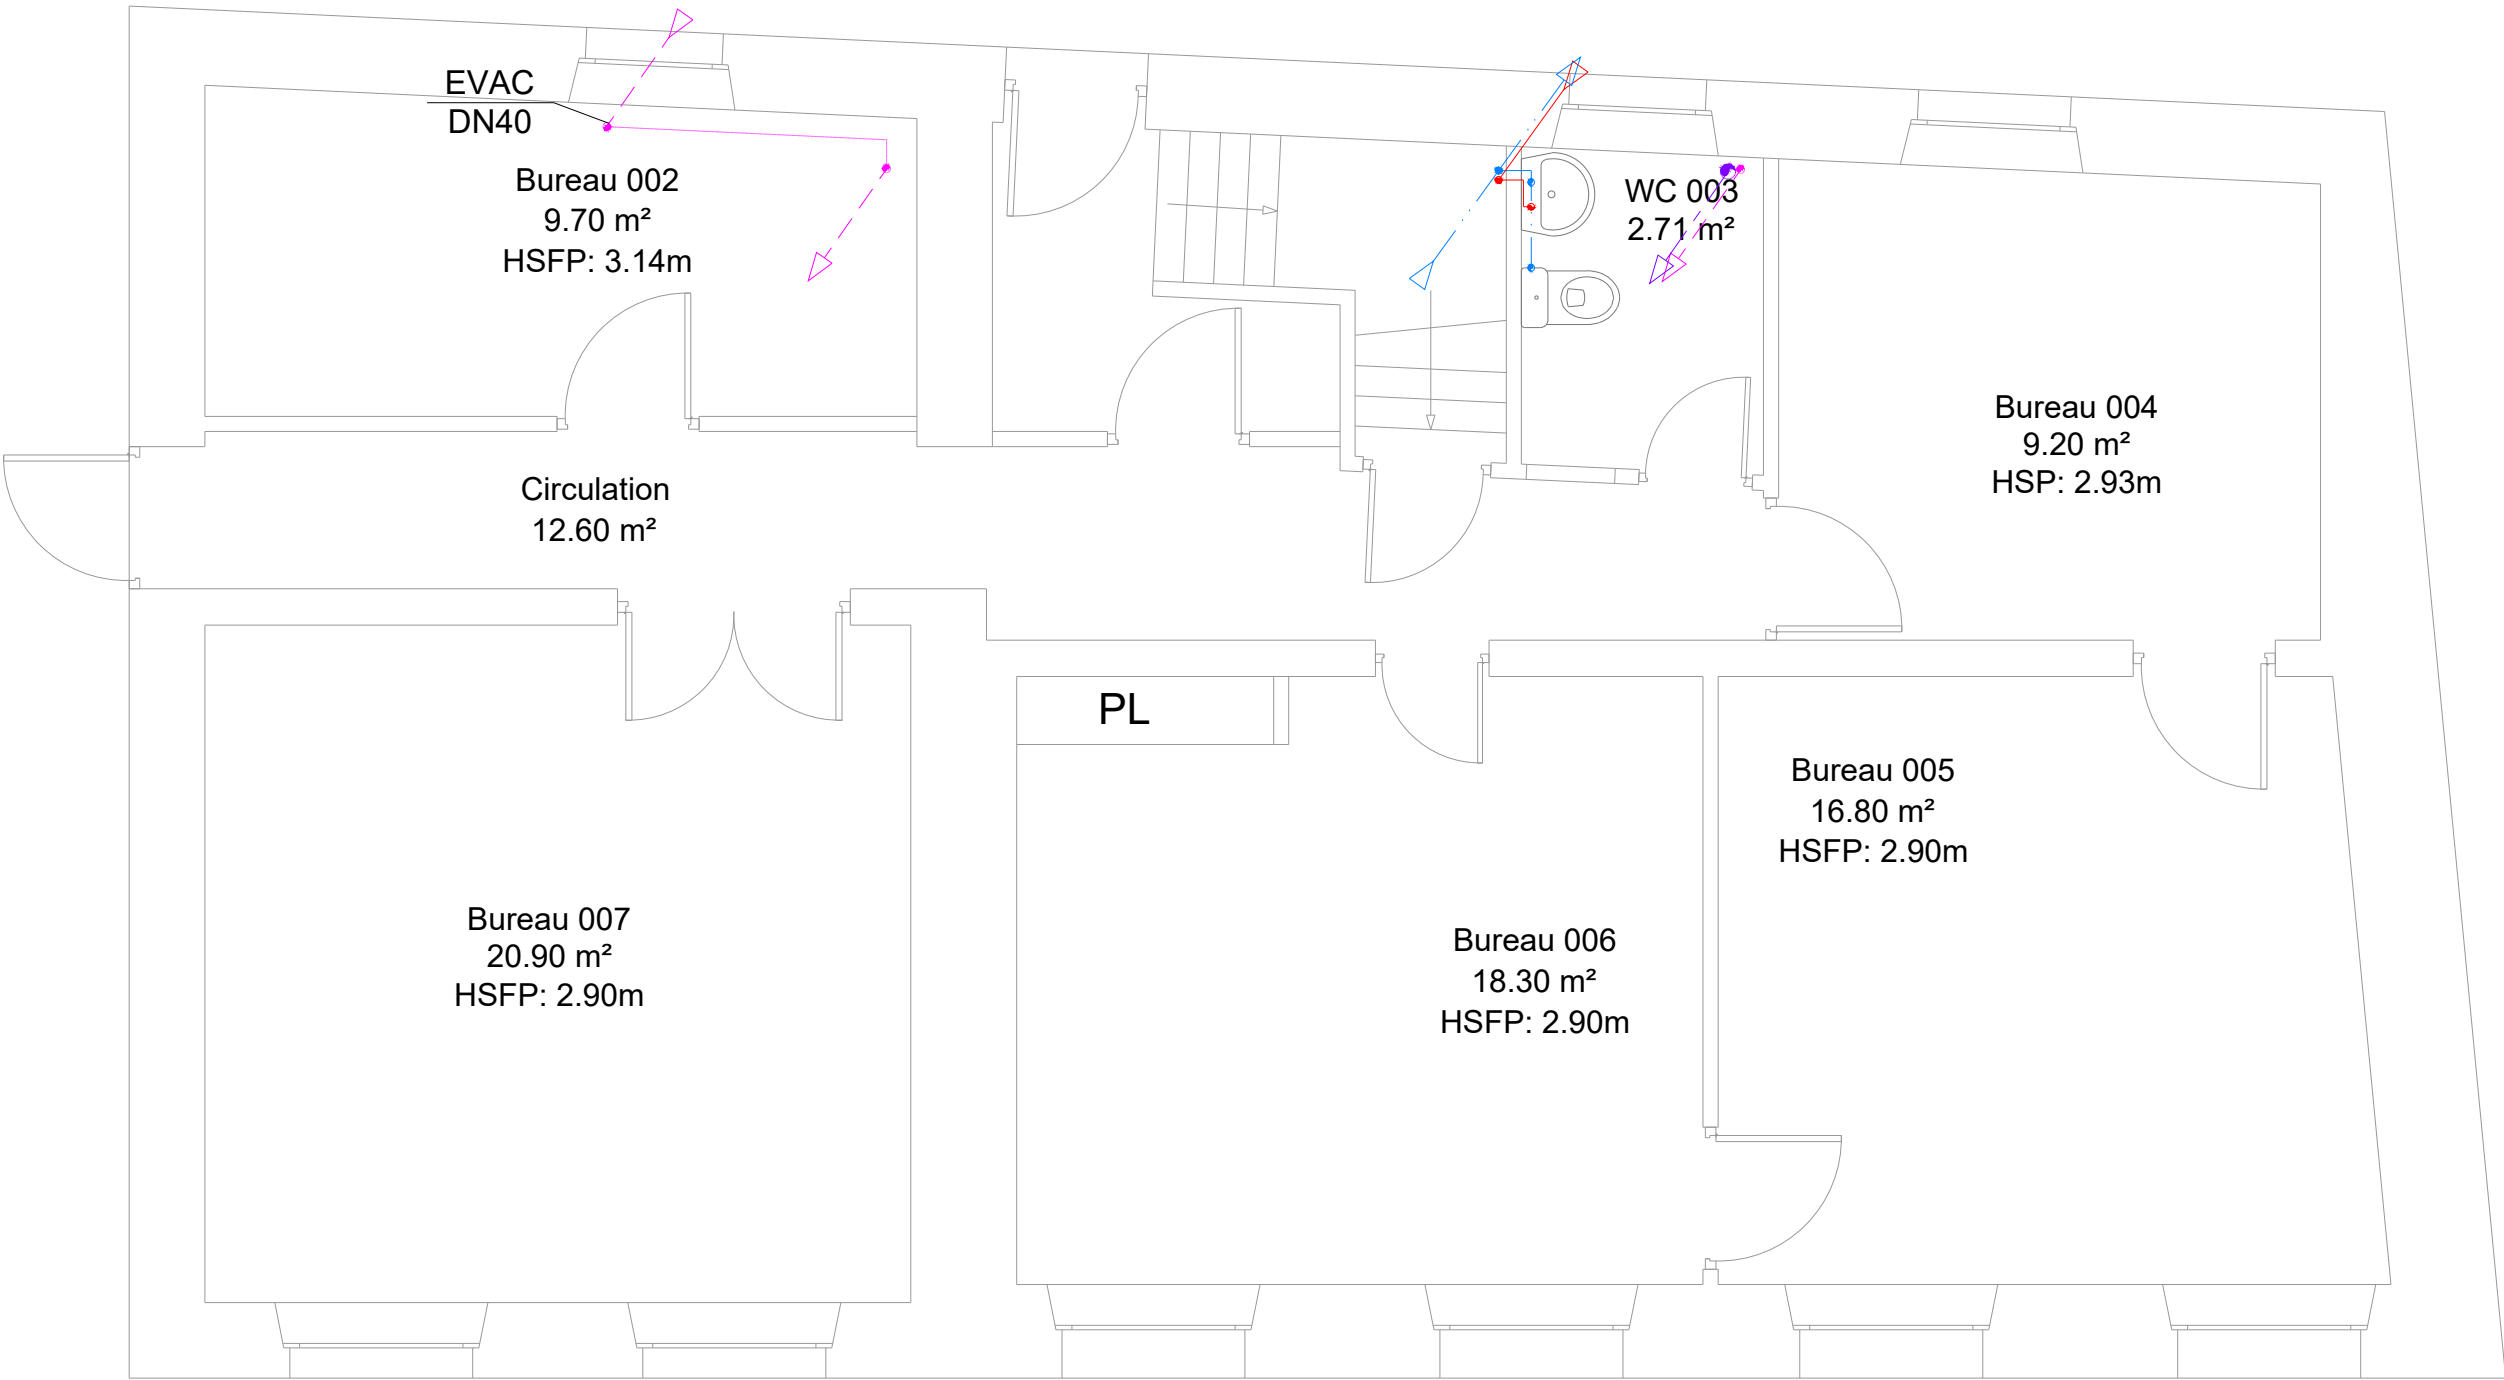 EVAC
DN40
Bureau 002
9.70 m²
HSFP: 3.14m
WC 003
2.71 m²
Bureau 004
9.20 m²
HSP: 2.93m
Circulation
12.60 m²
PL
Bureau 005
16.80 m²
HSFP: 2.90m
Bureau 007
20.90 m²
HSFP: 2.90m
Bureau 006
18.30 m²
HSFP: 2.90m